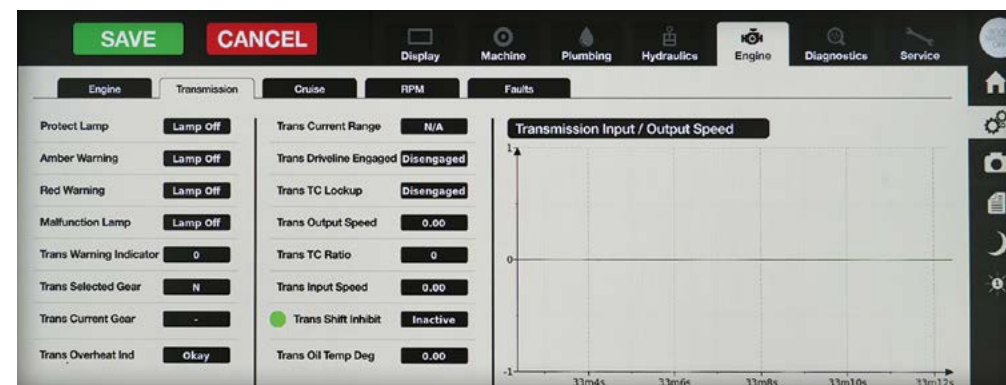 SAVE
CANCEL
Display
Machine
Plumbing
Hydraulics
Engine
Diagnostics
Service
Engine
Transmission
Cruise
RPM
Faults
Protect Lamp Lamp Off
Amber Warning Lamp Off
Red Warning Lamp Off
Malfunction Lamp Lamp Off
Trans Warning Indicator 0
Trans Selected Gear N
Trans Current Gear -
Trans Overheat Ind Okay
Trans Current Range N/A
Trans Driveline Engaged Disengaged
Trans TC Lockup Disengaged
Trans Output Speed 0.00
Trans TC Ratio 0
Trans Input Speed 0.00
Trans Shift Inhibit Inactive
Trans Oil Temp Deg 0.00
Transmission Input / Output Speed
1
0
-1
33m4s 33m6s 33m8s 33m10s 33m12s